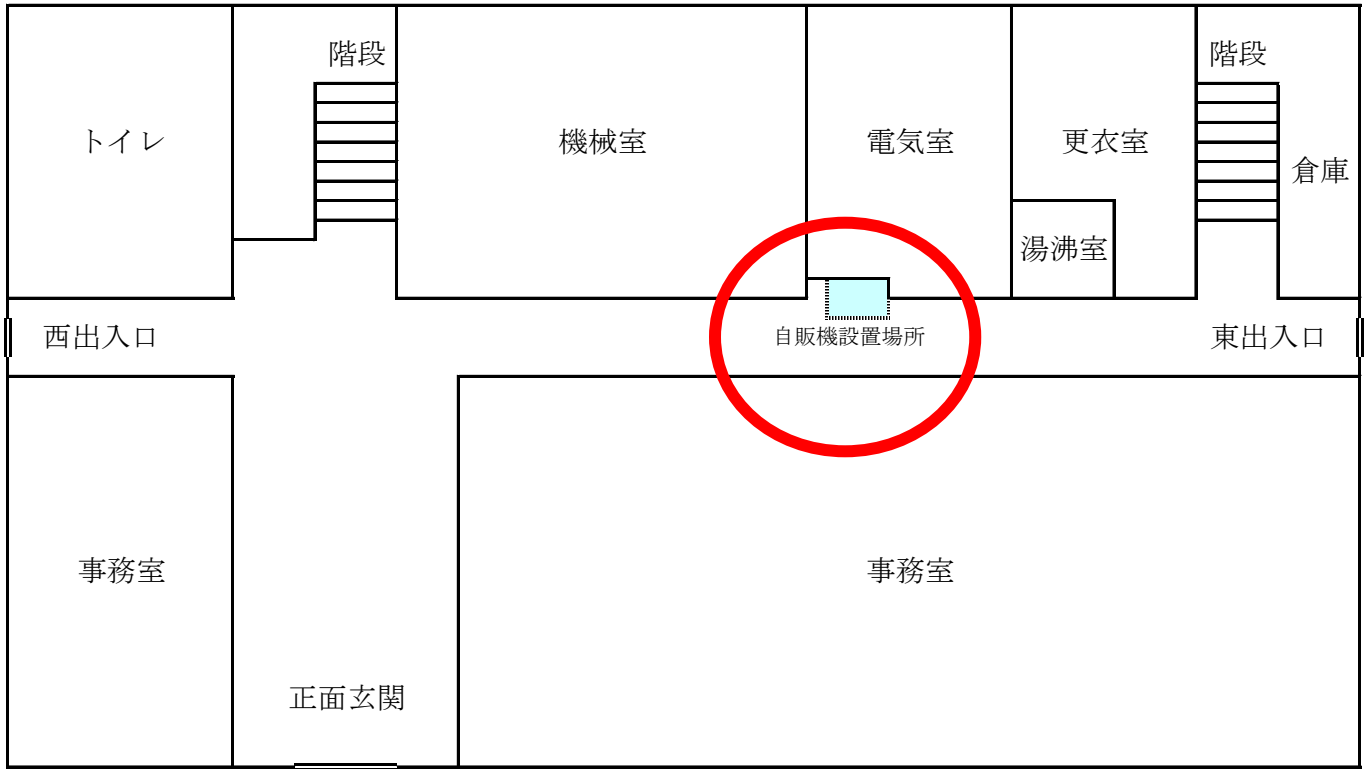 階段
階段
トイレ
機械室
電気室
更衣室
倉庫
湯沸室
西出入口
自販機設置場所
東出入口
事務室
事務室
正面玄関